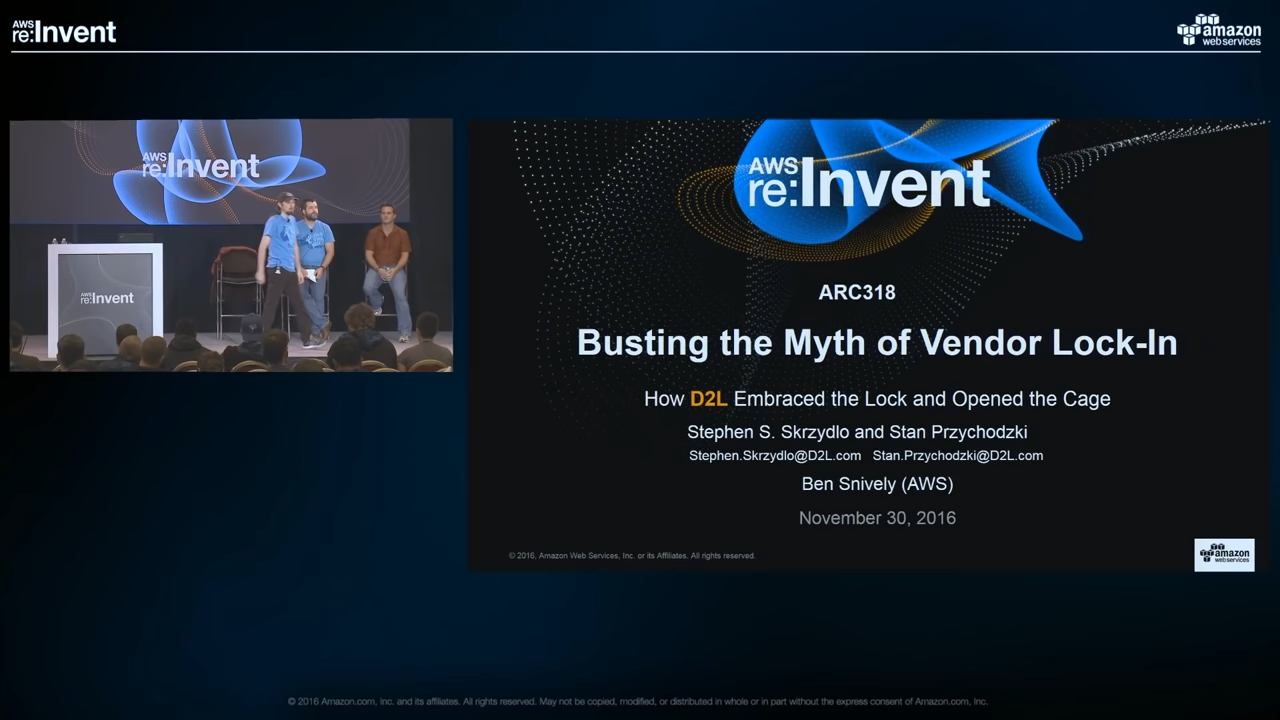 AWS
re:Invent
amazon
webservices
AWS
re:Invent
AWS
re:Invent
AWS
re:Invent
ARC318
Busting the Myth of Vendor Lock-In
How D2L Embraced the Lock and Opened the Cage
Stephen S. Skrzydlo and Stan Przychodzki
Stephen.Skrzydlo@D2L.com Stan.Przychodzki@D2L.com
Ben Snively (AWS)
November 30, 2016
© 2016, Amazon Web Services, Inc. or its Affiliates. All rights reserved.
amazon
webservices
© 2016 Amazon.com, Inc. and its affiliates. All rights reserved. May not be copied, modified, or distributed in whole or in part without the express consent of Amazon.com, Inc.